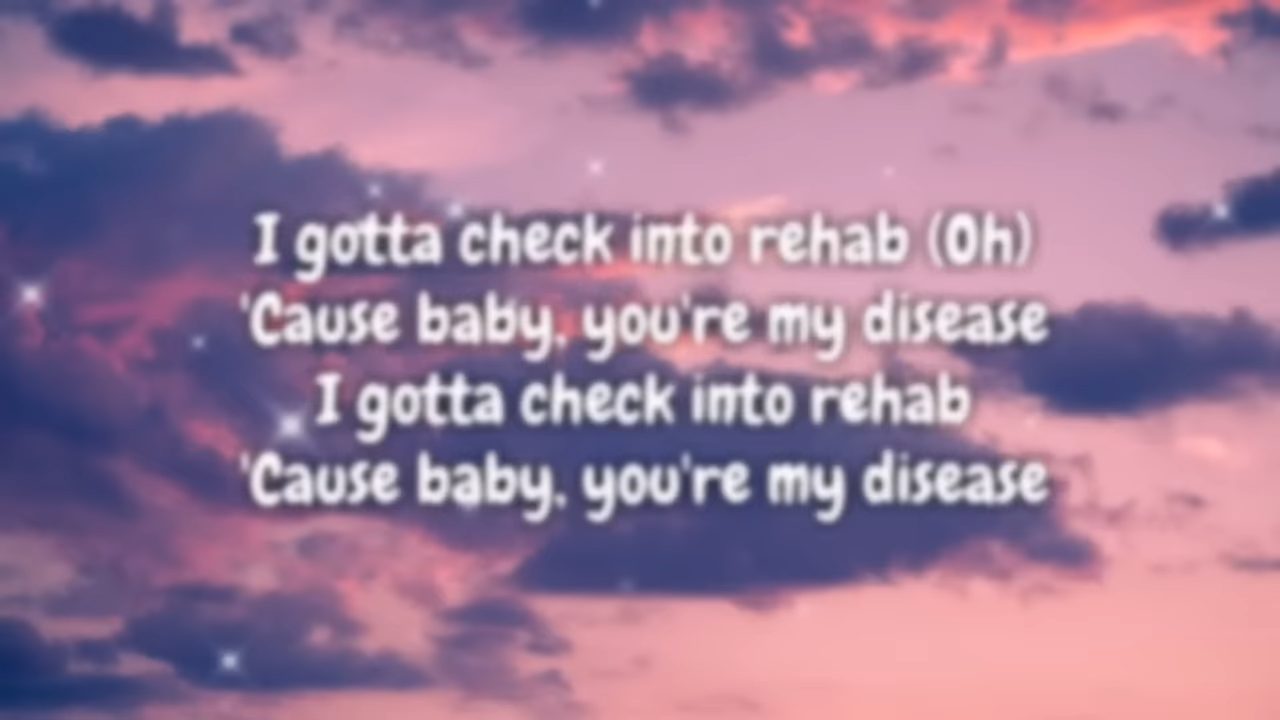 I gotta check into rehab (Oh)
'Cause baby, you're my disease
I gotta check into rehab
'Cause baby, you're my disease